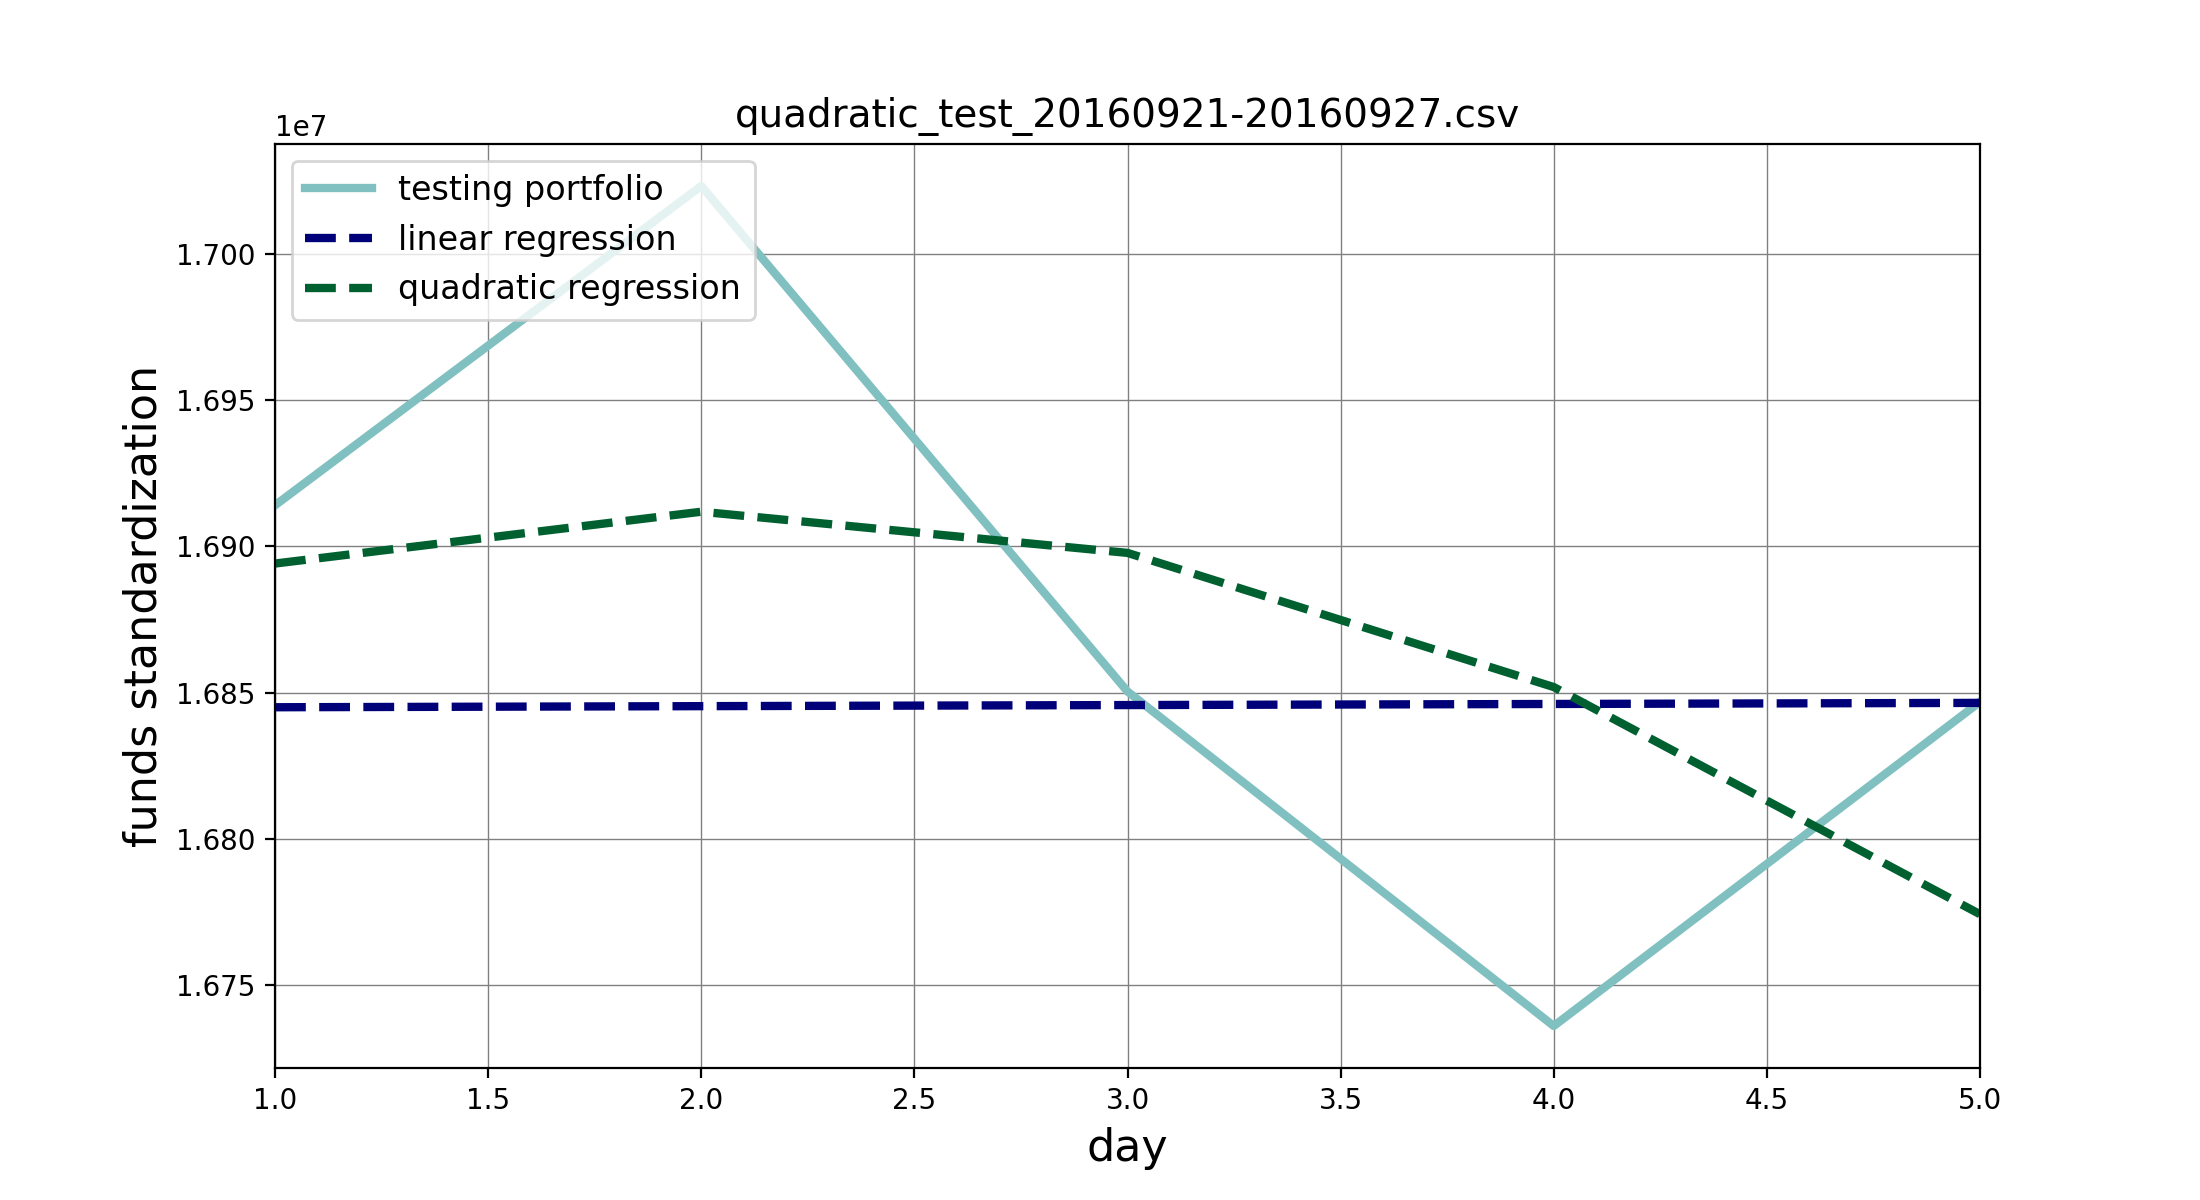 quadratic_test_20160921-20160927.csv
1e7
testing portfolio
linear regression
quadratic regression
funds standardization
1.700
1.695
1.690
1.685
1.680
1.675
1.0 1.5 2.0 2.5 3.0 3.5 4.0 4.5 5.0
day